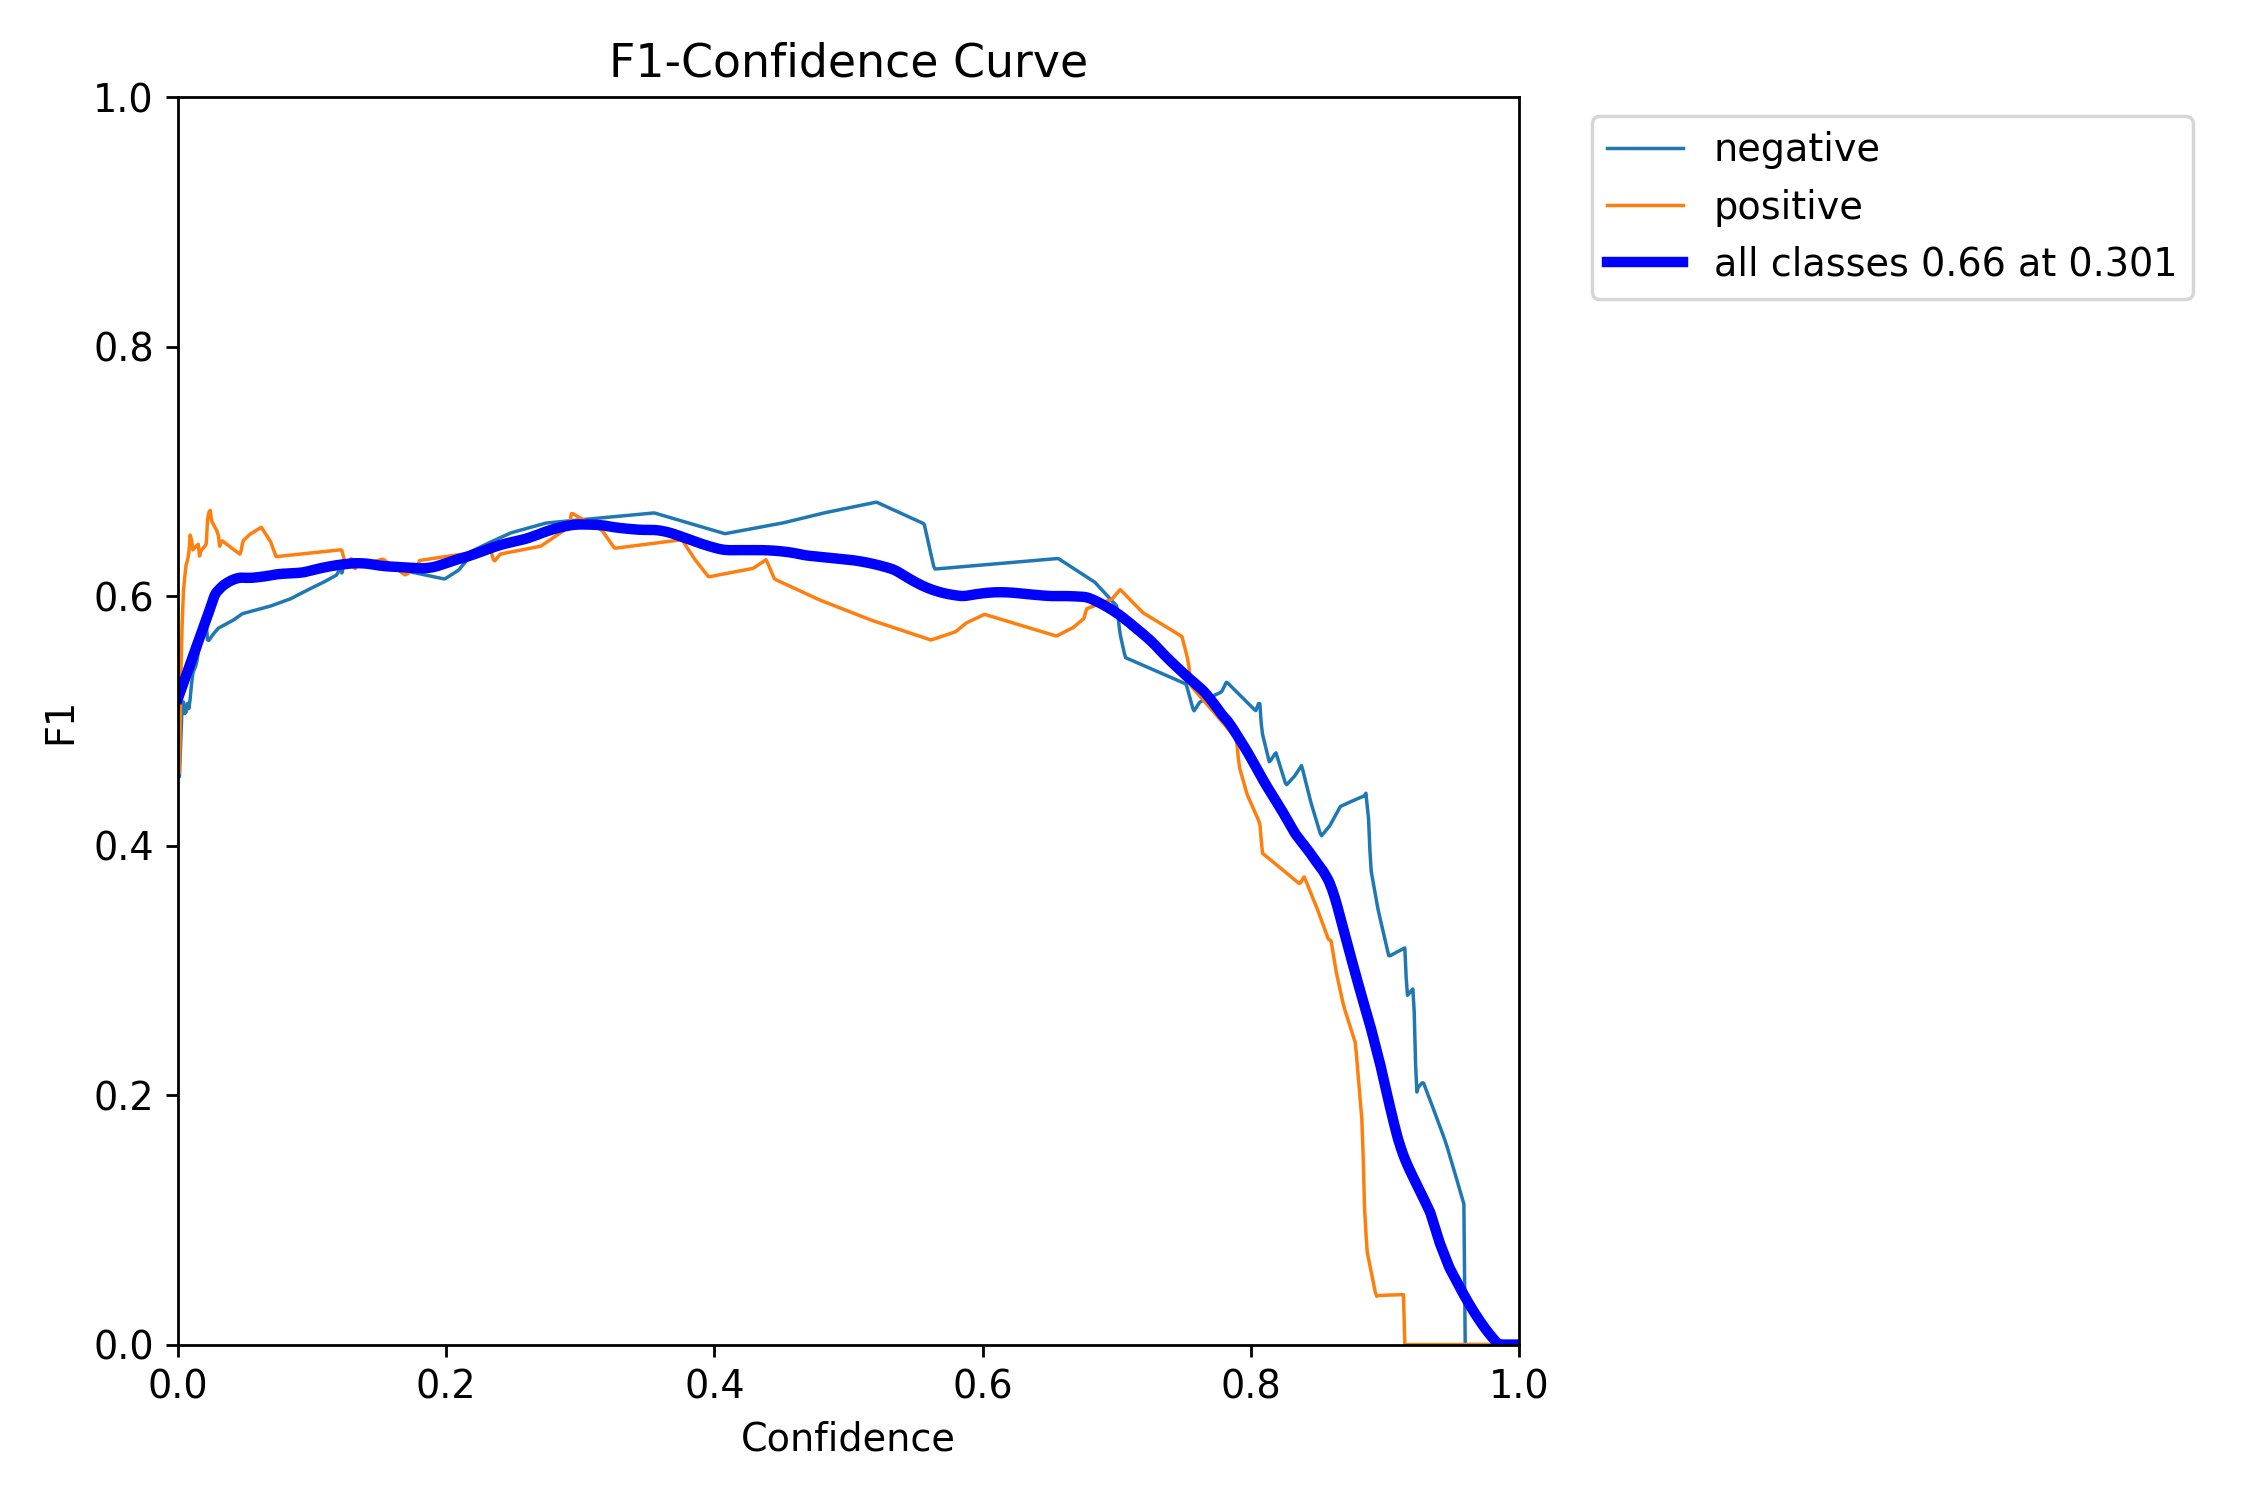 F1-Confidence Curve
negative
positive
all classes 0.66 at 0.301
1.0
0.8
0.6
0.4
0.2
0.0
F1
0.0 0.2 0.4 0.6 0.8 1.0
Confidence